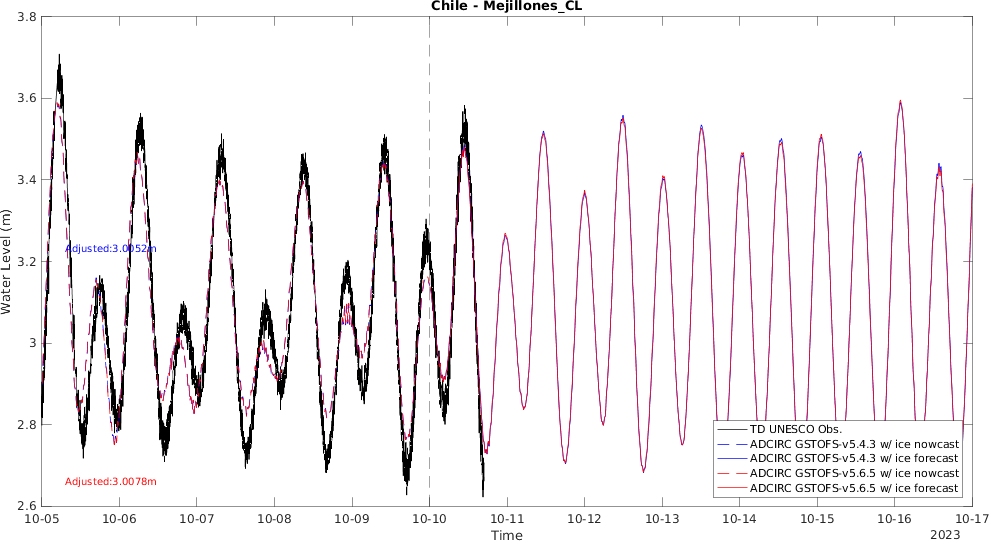 Chile - Mejillones_CL
3.8
3.6
3.4
3.2
3
2.8
2.6
Water Level (m)
Adjusted:3.0052m
Adjusted:3.0078m
TD UNESCO Obs.
ADCIRC GSTOFS-v5.4.3 w/ ice nowcast
ADCIRC GSTOFS-v5.4.3 w/ ice forecast
ADCIRC GSTOFS-v5.6.5 w/ ice nowcast
ADCIRC GSTOFS-v5.6.5 w/ ice forecast
10-05 10-06 10-07 10-08 10-09 10-10 10-11 10-12 10-13 10-14 10-15 10-16 10-17
Time
2023